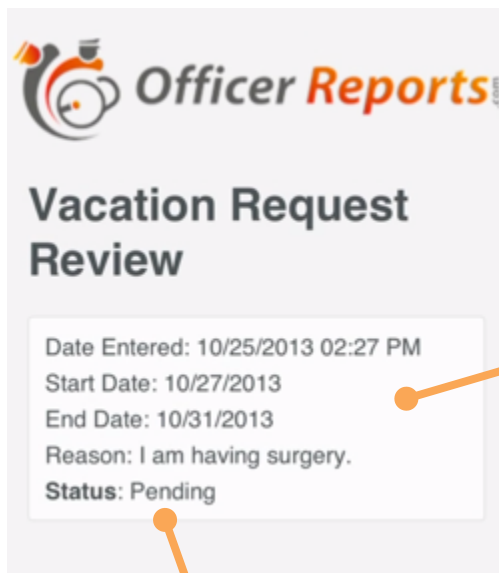 Officer Reports.com
Vacation Request
Review
Date Entered: 10/25/2013 02:27 PM
Start Date: 10/27/2013
End Date: 10/31/2013
Reason: I am having surgery.
Status: Pending